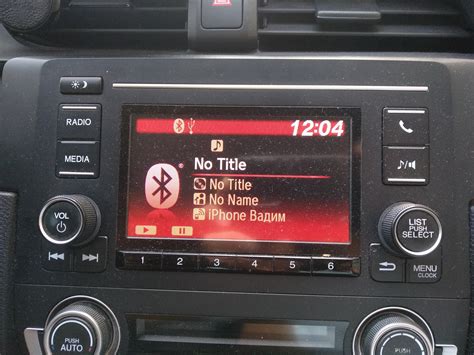 RADIO
12:04
MEDIA
No Title
No Title
No Name
iPhone Вадим
VOL
LIST
PUSH
SELECT
1 2 3 4 5 6
MENU
CLOCK
PUSH
AUTO
PUSH